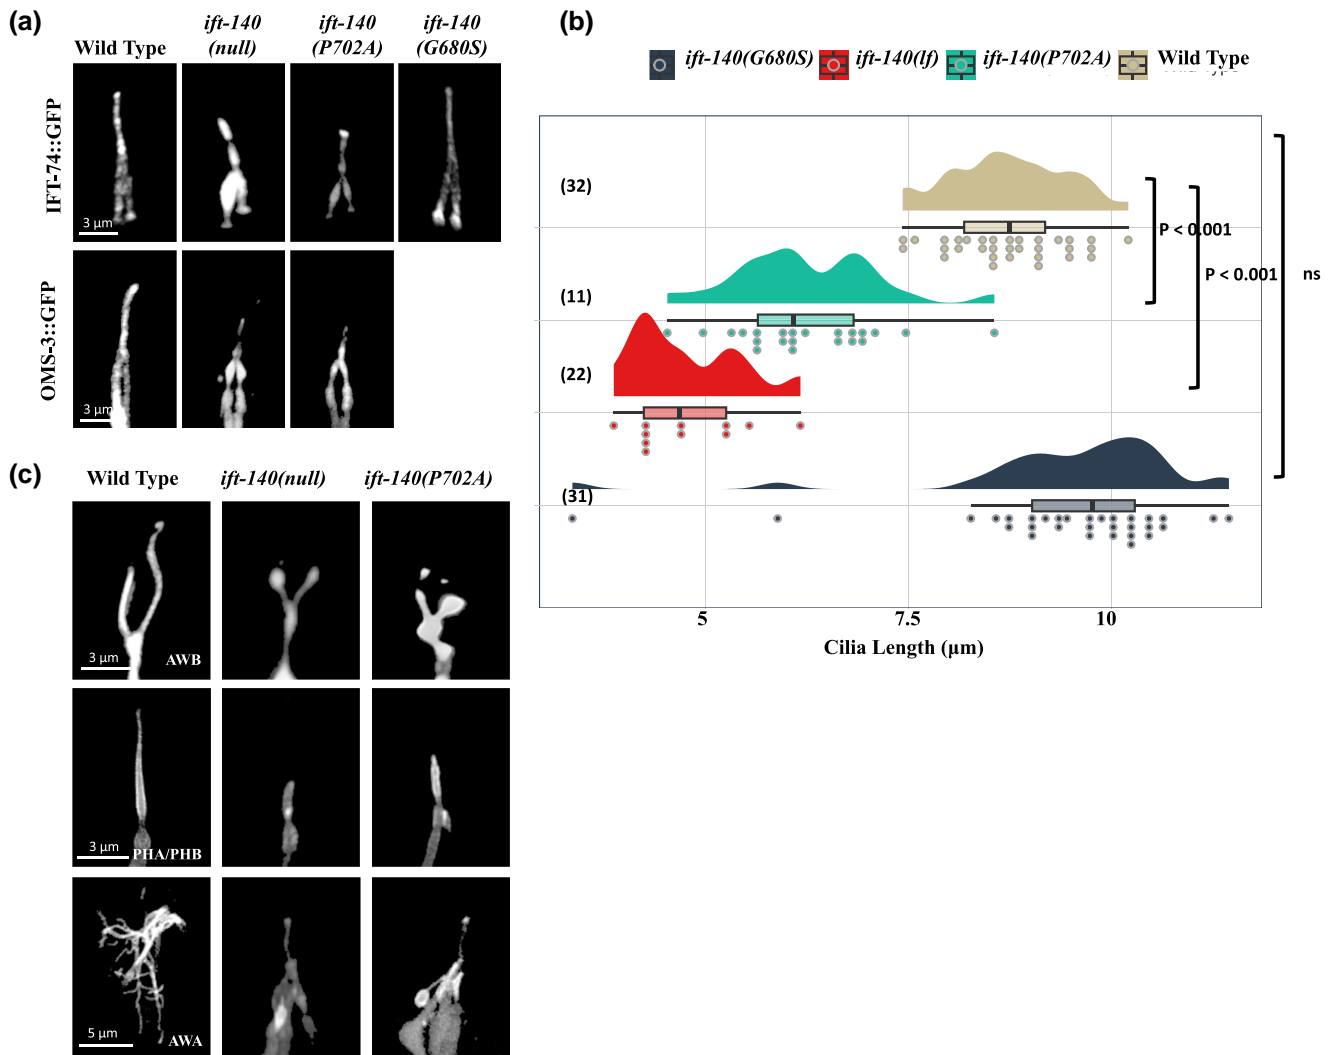 (a)
Wild Type
ift-140
(null)
ift-140
(P702A)
ift-140
(G680S)
IFT-74::GFP
3 µm
OMS-3::GFP
3 µm
(b)
ift-140(G680S)
ift-140(lf)
ift-140(P702A)
Wild Type
(32)
(11)
(22)
(31)
P < 0.001
P < 0.001
ns
5
7.5
10
Cilia Length (µm)
(c)
Wild Type
ift-140(null)
ift-140(P702A)
3 µm
AWB
3 µm
PHA/PHB
5 µm
AWA